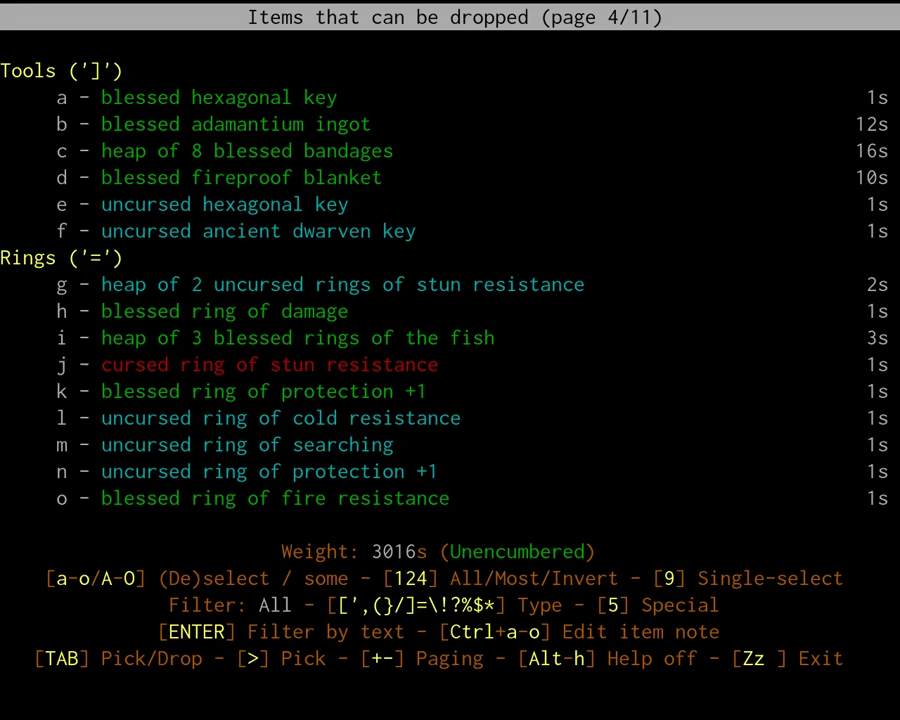 Items that can be dropped (page 4/11)
Tools (']')
a - blessed hexagonal key 1s
b - blessed adamantium ingot 12s
c - heap of 8 blessed bandages 16s
d - blessed fireproof blanket 10s
e - uncursed hexagonal key 1s
f - uncursed ancient dwarven key 1s
Rings ('=')
g - heap of 2 uncursed rings of stun resistance 2s
h - blessed ring of damage 1s
i - heap of 3 blessed rings of the fish 3s
j - cursed ring of stun resistance 1s
k - blessed ring of protection +1 1s
l - uncursed ring of cold resistance 1s
m - uncursed ring of searching 1s
n - uncursed ring of protection +1 1s
o - blessed ring of fire resistance 1s
Weight: 3016s (Unencumbered)
[a-o/A-O] (De)select / some - [124] All/Most/Invert - [9] Single-select
Filter: All - [[',(}/]=\!?%$*] Type - [5] Special
[ENTER] Filter by text - [Ctrl+a-o] Edit item note
[TAB] Pick/Drop - [>] Pick - [+-] Paging - [Alt-h] Help off - [Zz ] Exit